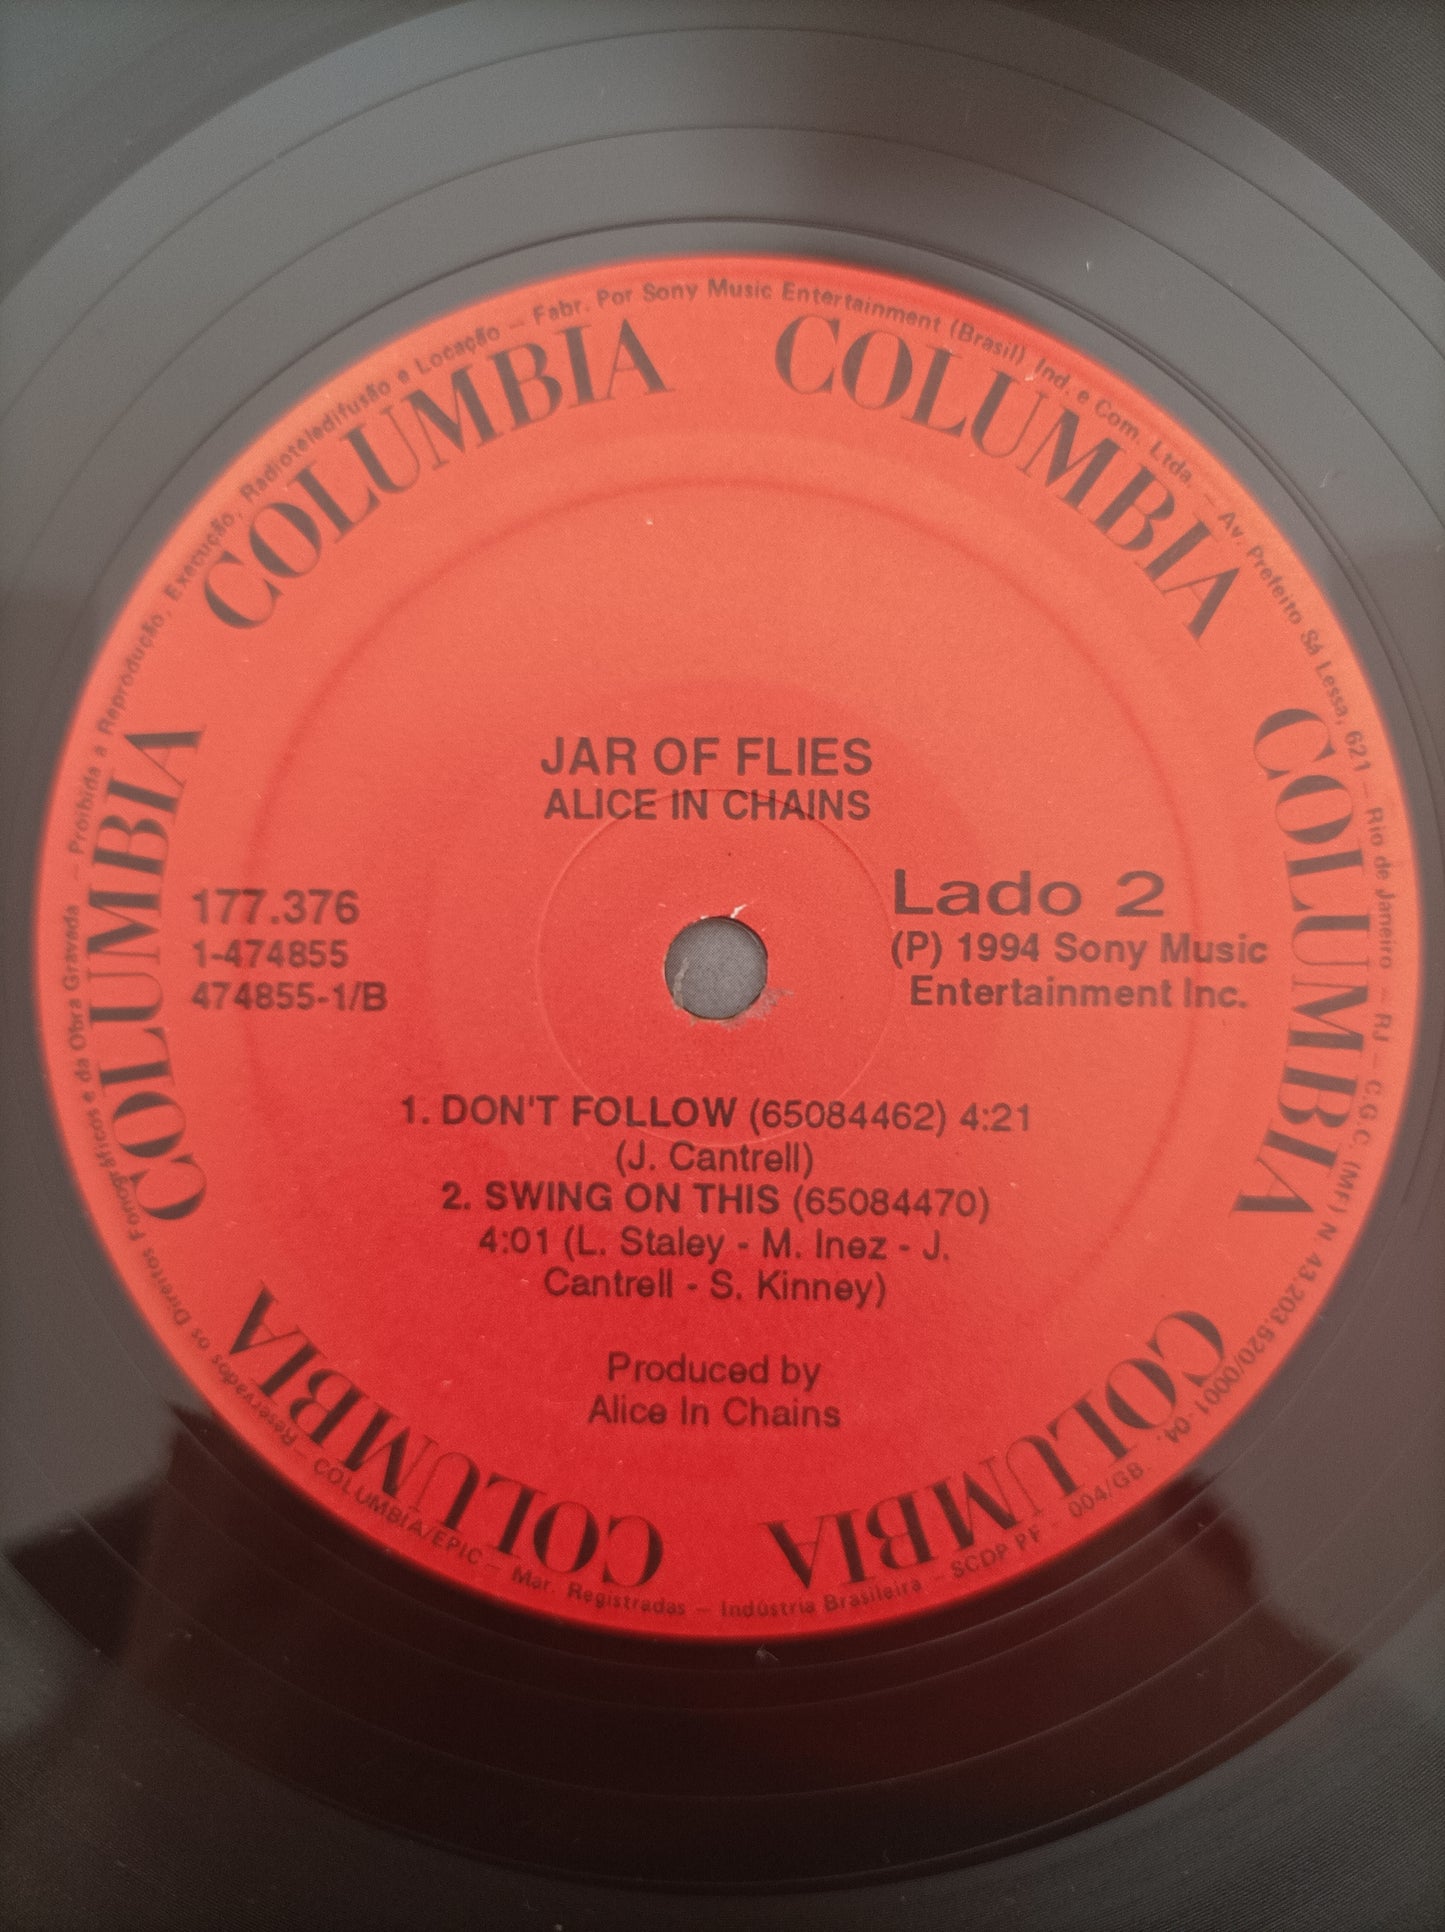 JAR OF FLIES
ALICE IN CHAINS
177.376
1-474855
474855-1/B
Lado 2
(P) 1994 Sony Music
Entertainment Inc.
1. DON'T FOLLOW (65084462) 4:21
(J. Cantrell)
2. SWING ON THIS (65084470)
4:01 (L. Staley - M. Inez - J.
Cantrell - S. Kinney)
Produced by
Alice In Chains
COLUMBIA
COLUMBIA
COLUMBIA
COLUMBIA
COLUMBIA
COLUMBIA
Reservados os Direitos Fonográficos e da Obra Gravada – Proibida a Reprodução, Execução, Radioteledifusão e Locação – Fabr. Por Sony Music Entertainment (Brasil), Ind. e Com. Ltda. – Av. Prefeito Sá Lessa, 621 – Rio de Janeiro – RJ – C.G.C. (MF) N. 43.203.520/0001-04.
– COLUMBIA/EPIC – Mar. Registradas – Indústria Brasileira – SCDP PF - 004/GB.